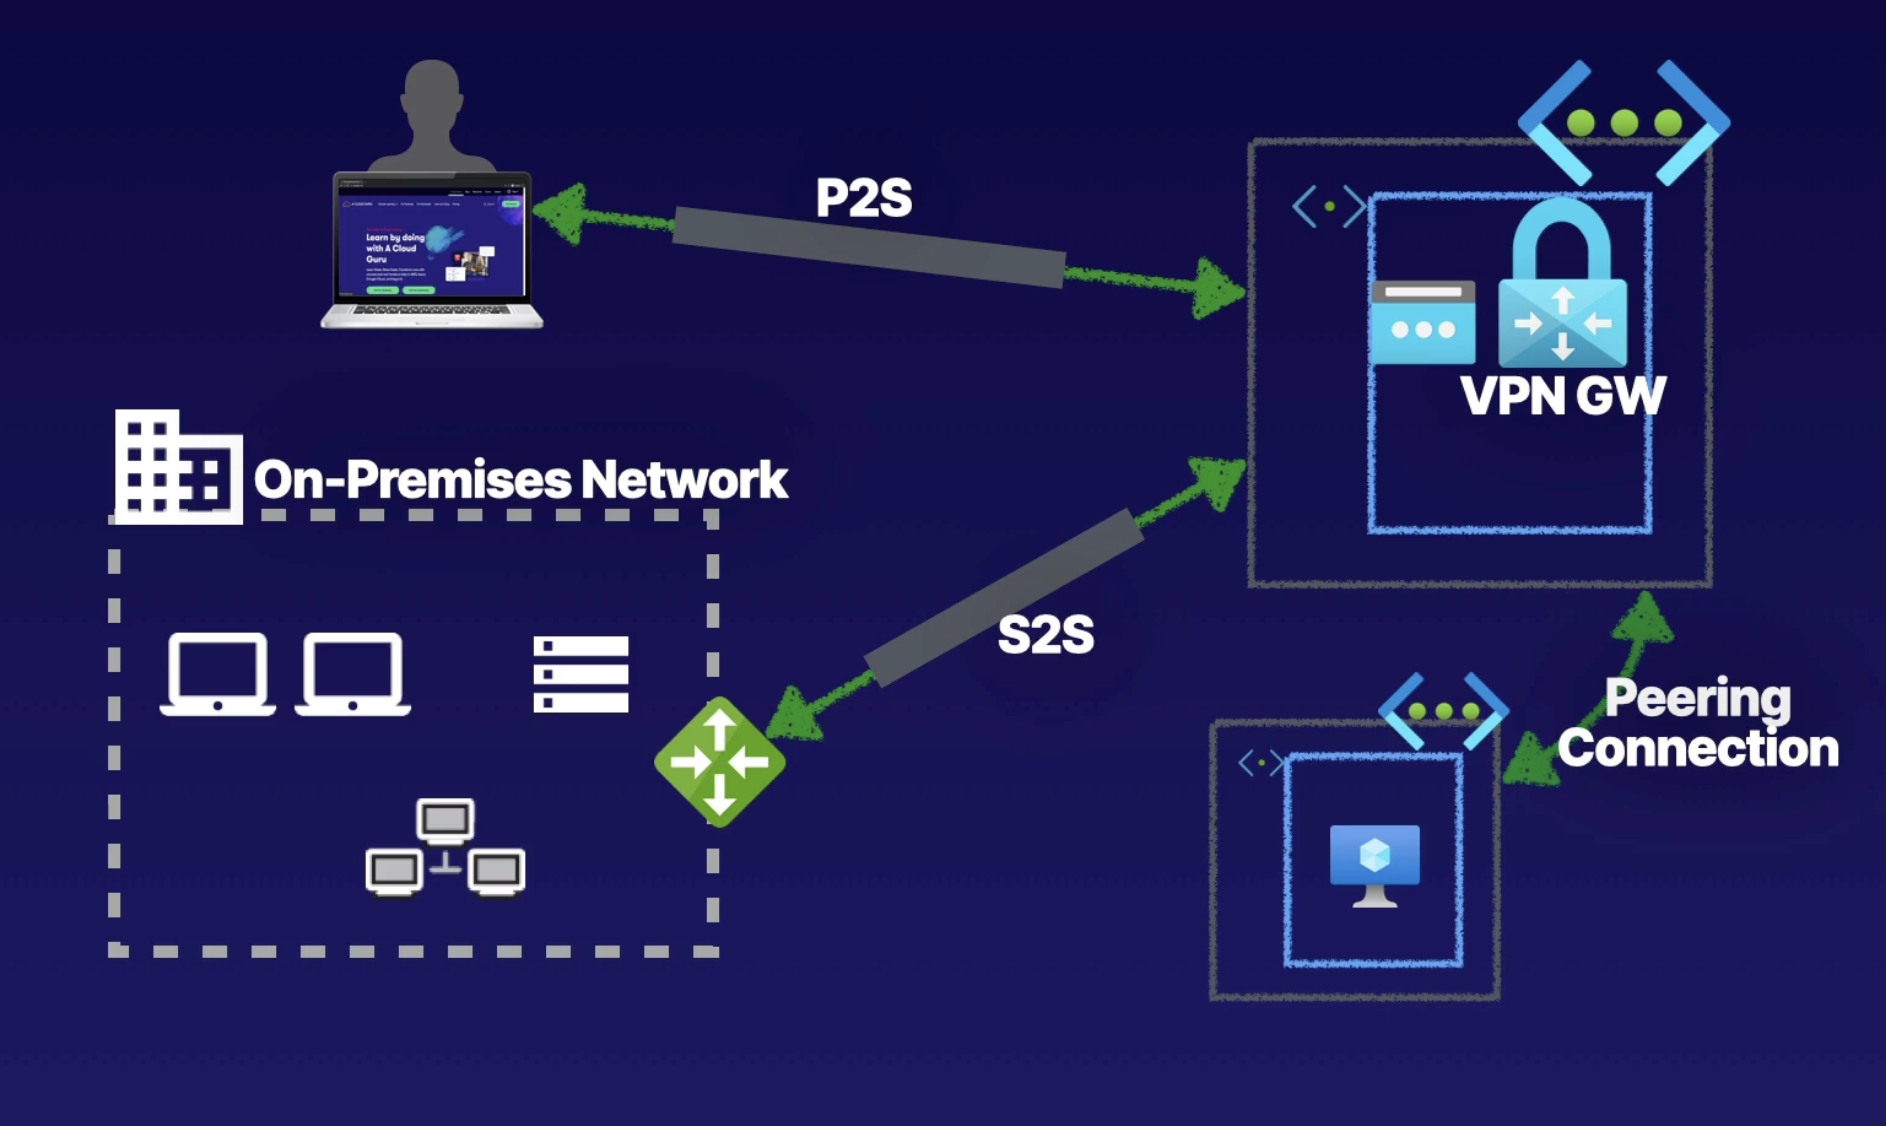 P2S
Learn by doing
with A Cloud
Guru
VPN GW
On-Premises Network
S2S
Peering
Connection